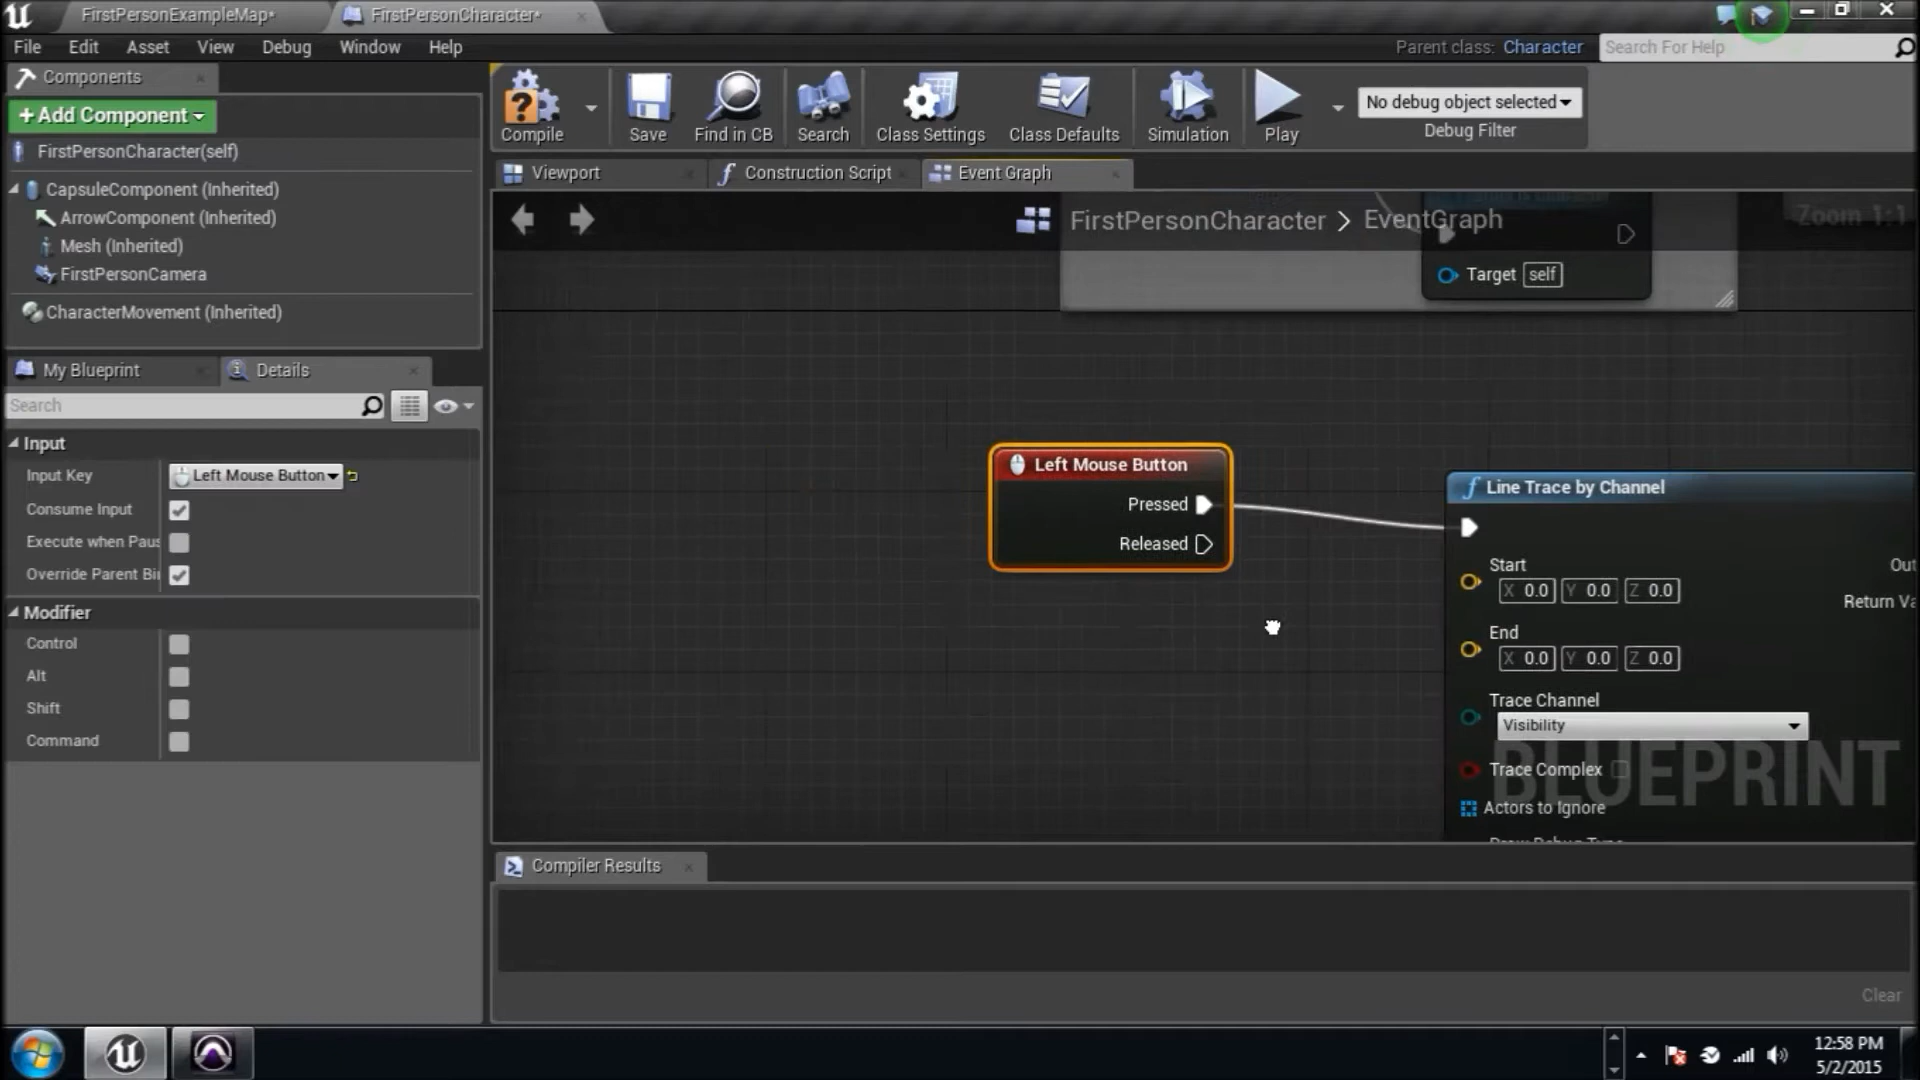 FirstPersonExampleMap*
FirstPersonCharacter*
File Edit Asset View Debug Window Help
Parent class: Character
Search For Help
Components
+Add Component
FirstPersonCharacter(self)
CapsuleComponent (Inherited)
ArrowComponent (Inherited)
Mesh (Inherited)
FirstPersonCamera
CharacterMovement (Inherited)
Compile
Save
Find in CB
Search
Class Settings
Class Defaults
Simulation
Play
No debug object selected
Debug Filter
Viewport
Construction Script
Event Graph
FirstPersonCharacter > EventGraph
Zoom 1:1
Target self
My Blueprint
Details
Search
Input
Input Key Left Mouse Button
Consume Input
Execute when Paus
Override Parent Bi
Modifier
Control
Alt
Shift
Command
Left Mouse Button
Pressed
Released
f Line Trace by Channel
Start
X 0.0 Y 0.0 Z 0.0
Out
Return Va
End
X 0.0 Y 0.0 Z 0.0
Trace Channel
Visibility
Trace Complex
Actors to Ignore
Draw Debug Type
BLUEPRINT
Compiler Results
Clear
12:58 PM
5/2/2015